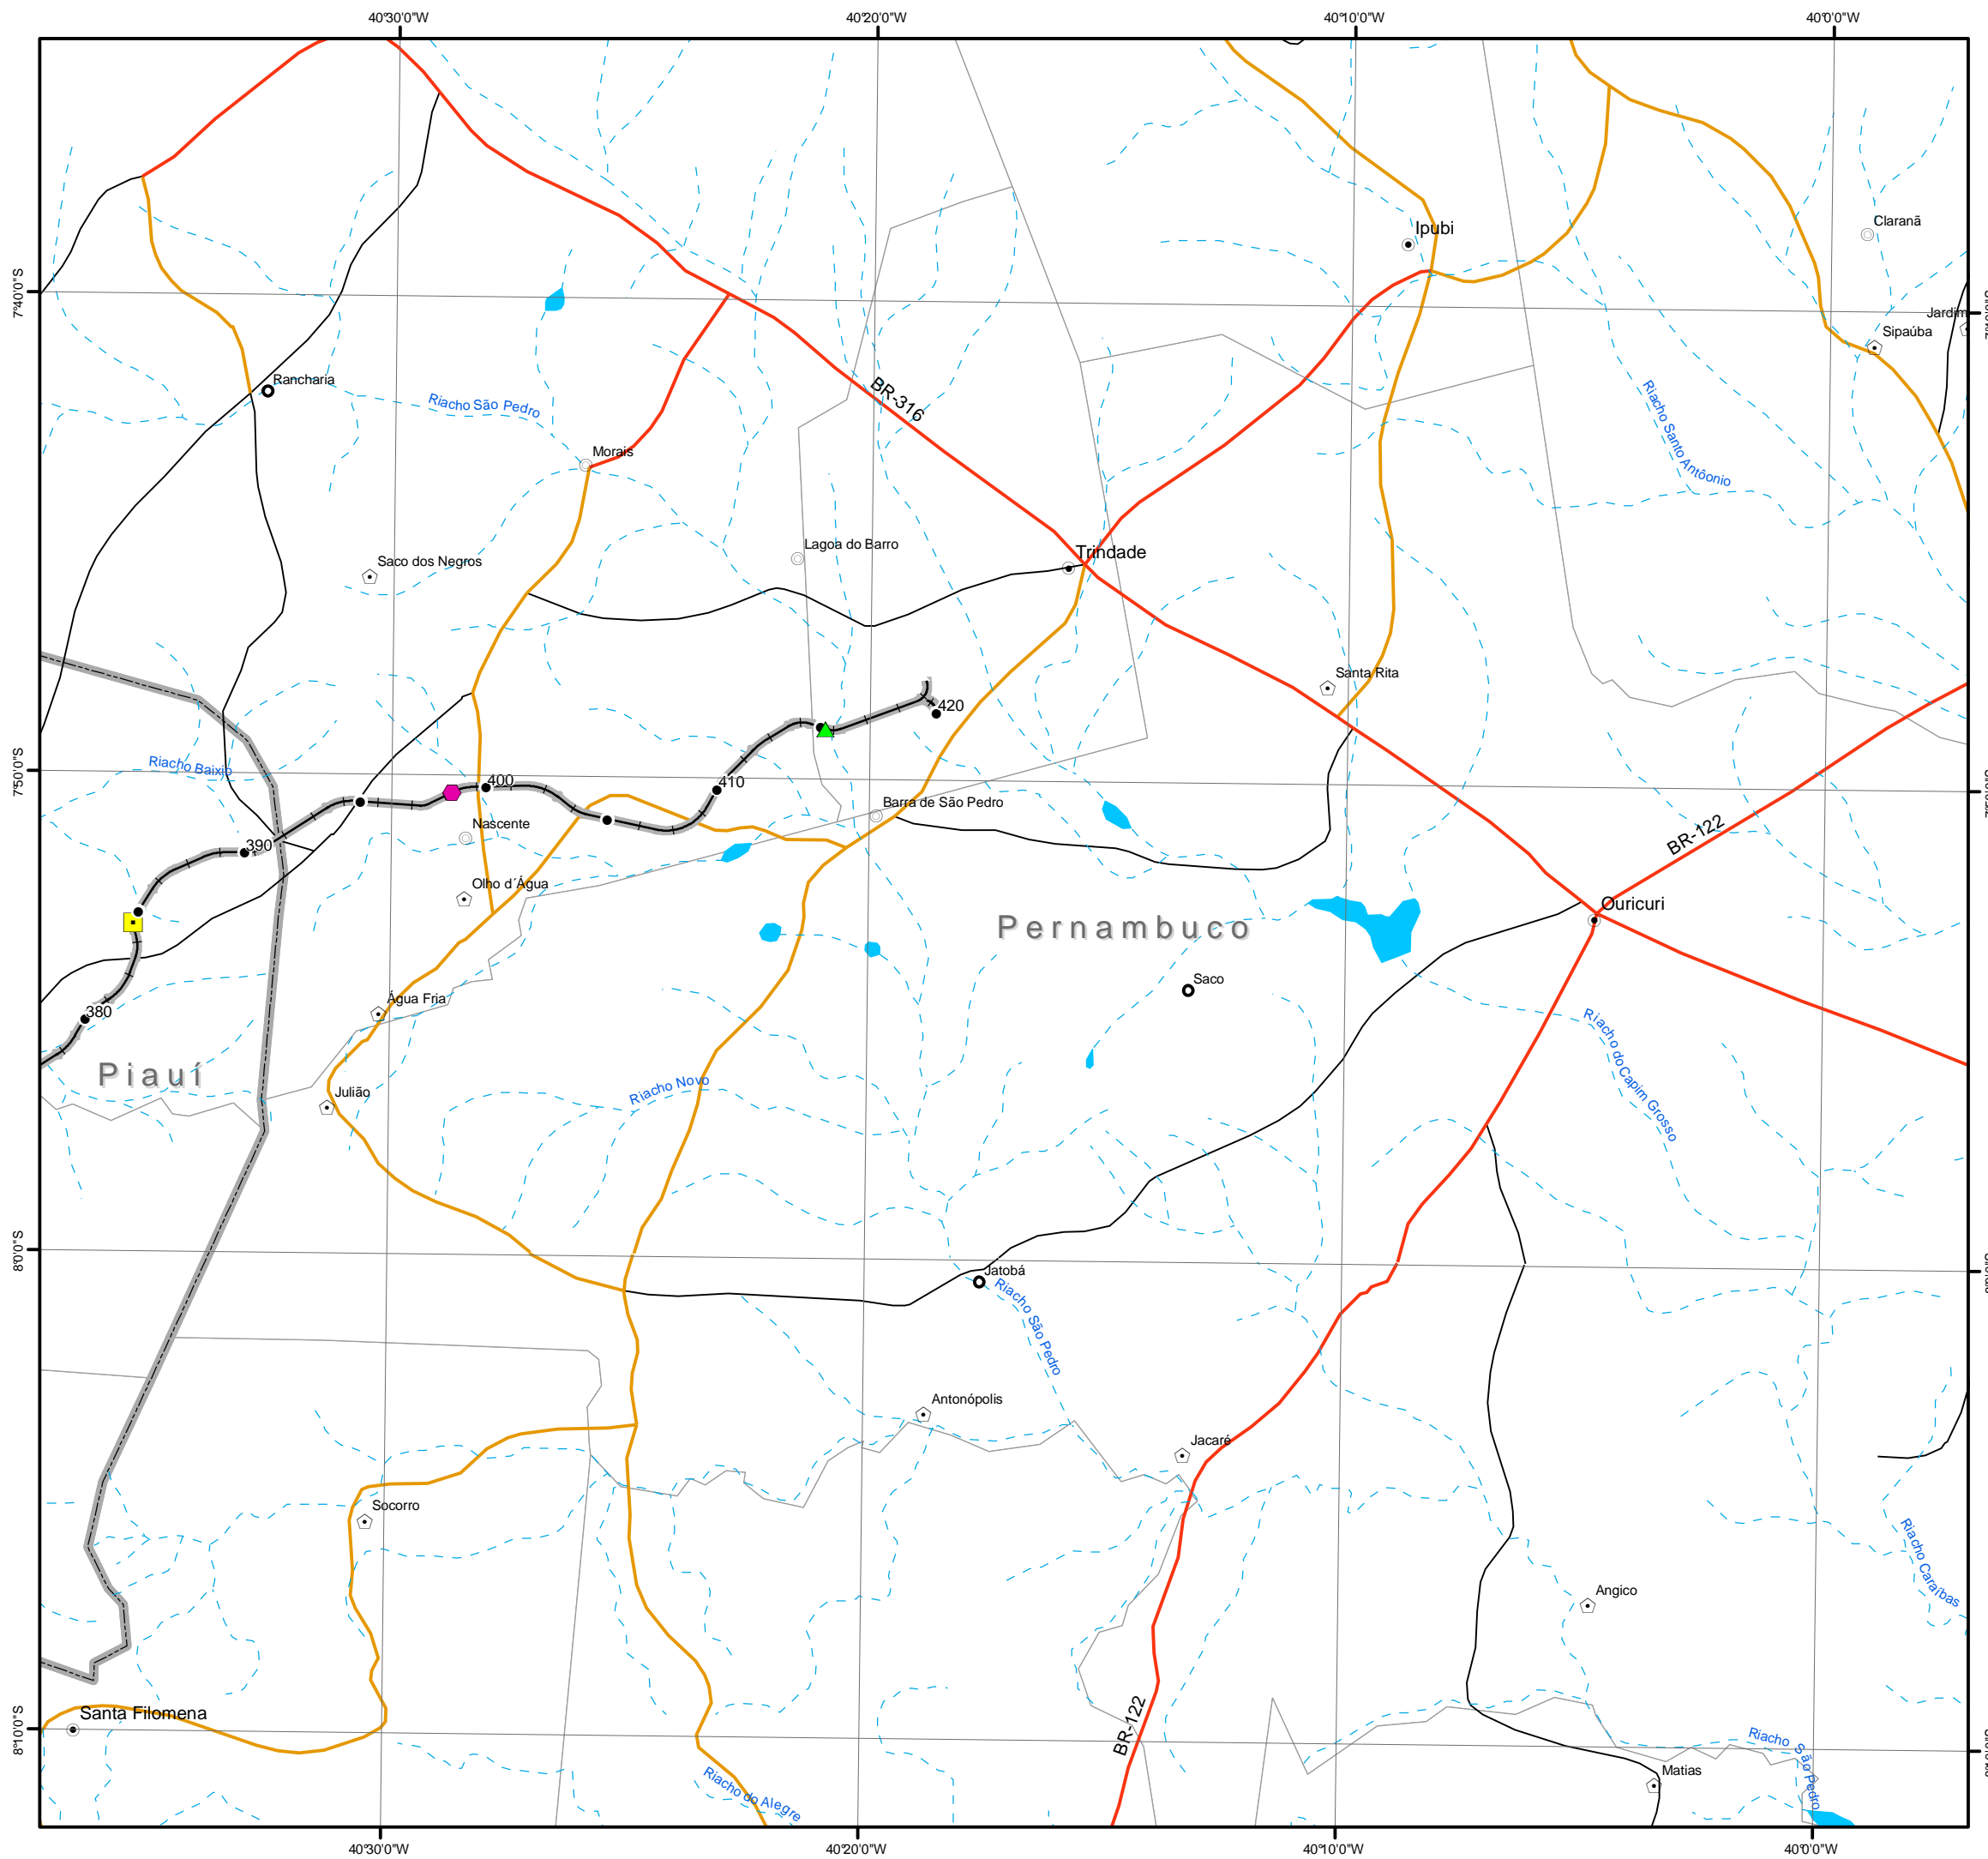 40°30'0"W
40°20'0"W
40°10'0"W
40°0'0"W
Ipubi
Claranã
7°40'0"S
Jardim
Sipaúba
Rancharia
BR-316
Riacho São Pedro
Riacho Santo Antôonio
Morais
Lagoa do Barro
Trindade
Saco dos Negros
Santa Rita
420
7°50'0"S
Riacho Baixio
400
410
Barra de São Pedro
Nascente
390
BR-122
Olho d´Água
Ouricuri
Pernambuco
Saco
Água Fria
380
Riacho do Capim Grosso
Piauí
Riacho Novo
Julião
8°0'0"S
Jatobá
Riacho São Pedro
Antonópolis
Jacaré
Socorro
Riacho Caraíbas
Angico
Santa Filomena
BR-122
8°10'0"S
Riacho São Pedro
Matias
Riacho do Alegre
40°30'0"W
40°20'0"W
40°10'0"W
40°0'0"W